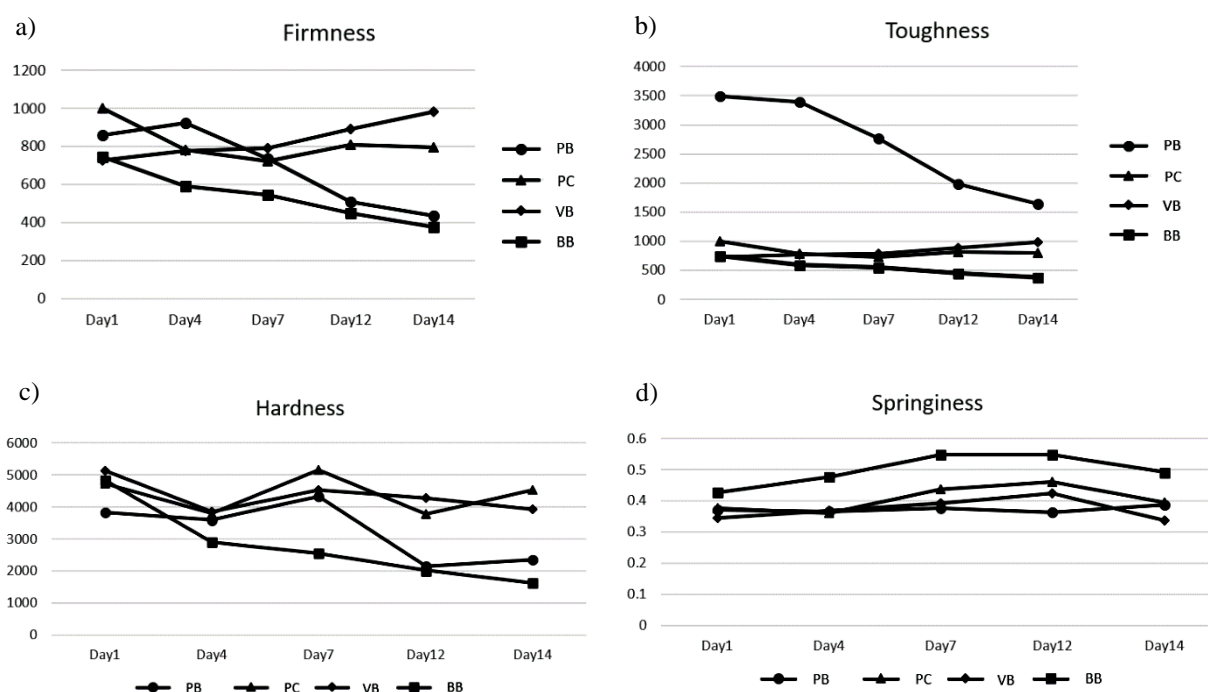 a)
Firmness
1200
1000
800
600
400
200
0
Day1 Day4 Day7 Day12 Day14
PB
PC
VB
BB
b)
Toughness
4000
3500
3000
2500
2000
1500
1000
500
0
Day1 Day4 Day7 Day12 Day14
PB
PC
VB
BB
c)
Hardness
6000
5000
4000
3000
2000
1000
0
Day1 Day4 Day7 Day12 Day14
PB PC VB BB
d)
Springiness
0.6
0.5
0.4
0.3
0.2
0.1
0
Day1 Day4 Day7 Day12 Day14
PB PC VB BB